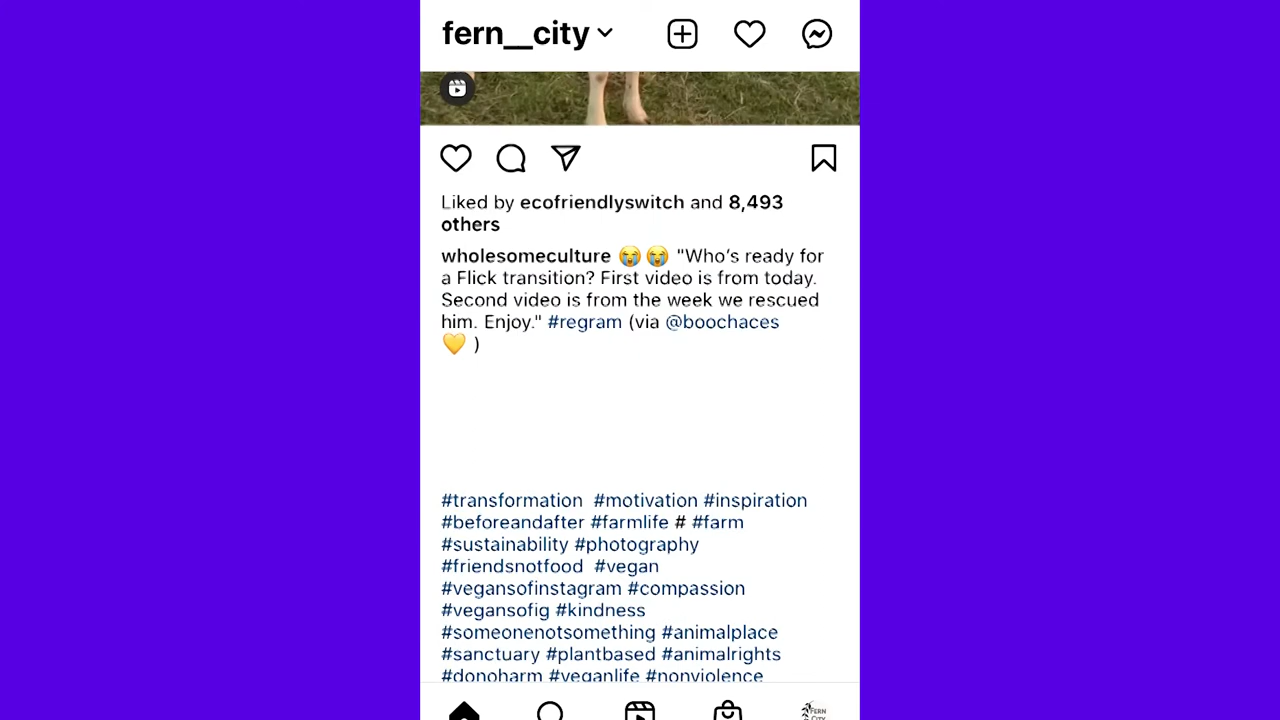 fern__city
Liked by ecofriendlyswitch and 8,493
others
wholesomeculture 😭😭 "Who's ready for
a Flick transition? First video is from today.
Second video is from the week we rescued
him. Enjoy." #regram (via @boochaces
💛 )
#transformation #motivation #inspiration
#beforeandafter #farmlife # #farm
#sustainability #photography
#friendsnotfood #vegan
#vegansofinstagram #compassion
#vegansofig #kindness
#someonenotsomething #animalplace
#sanctuary #plantbased #animalrights
#donoharm #veganlife #nonviolence
FERN
CITY